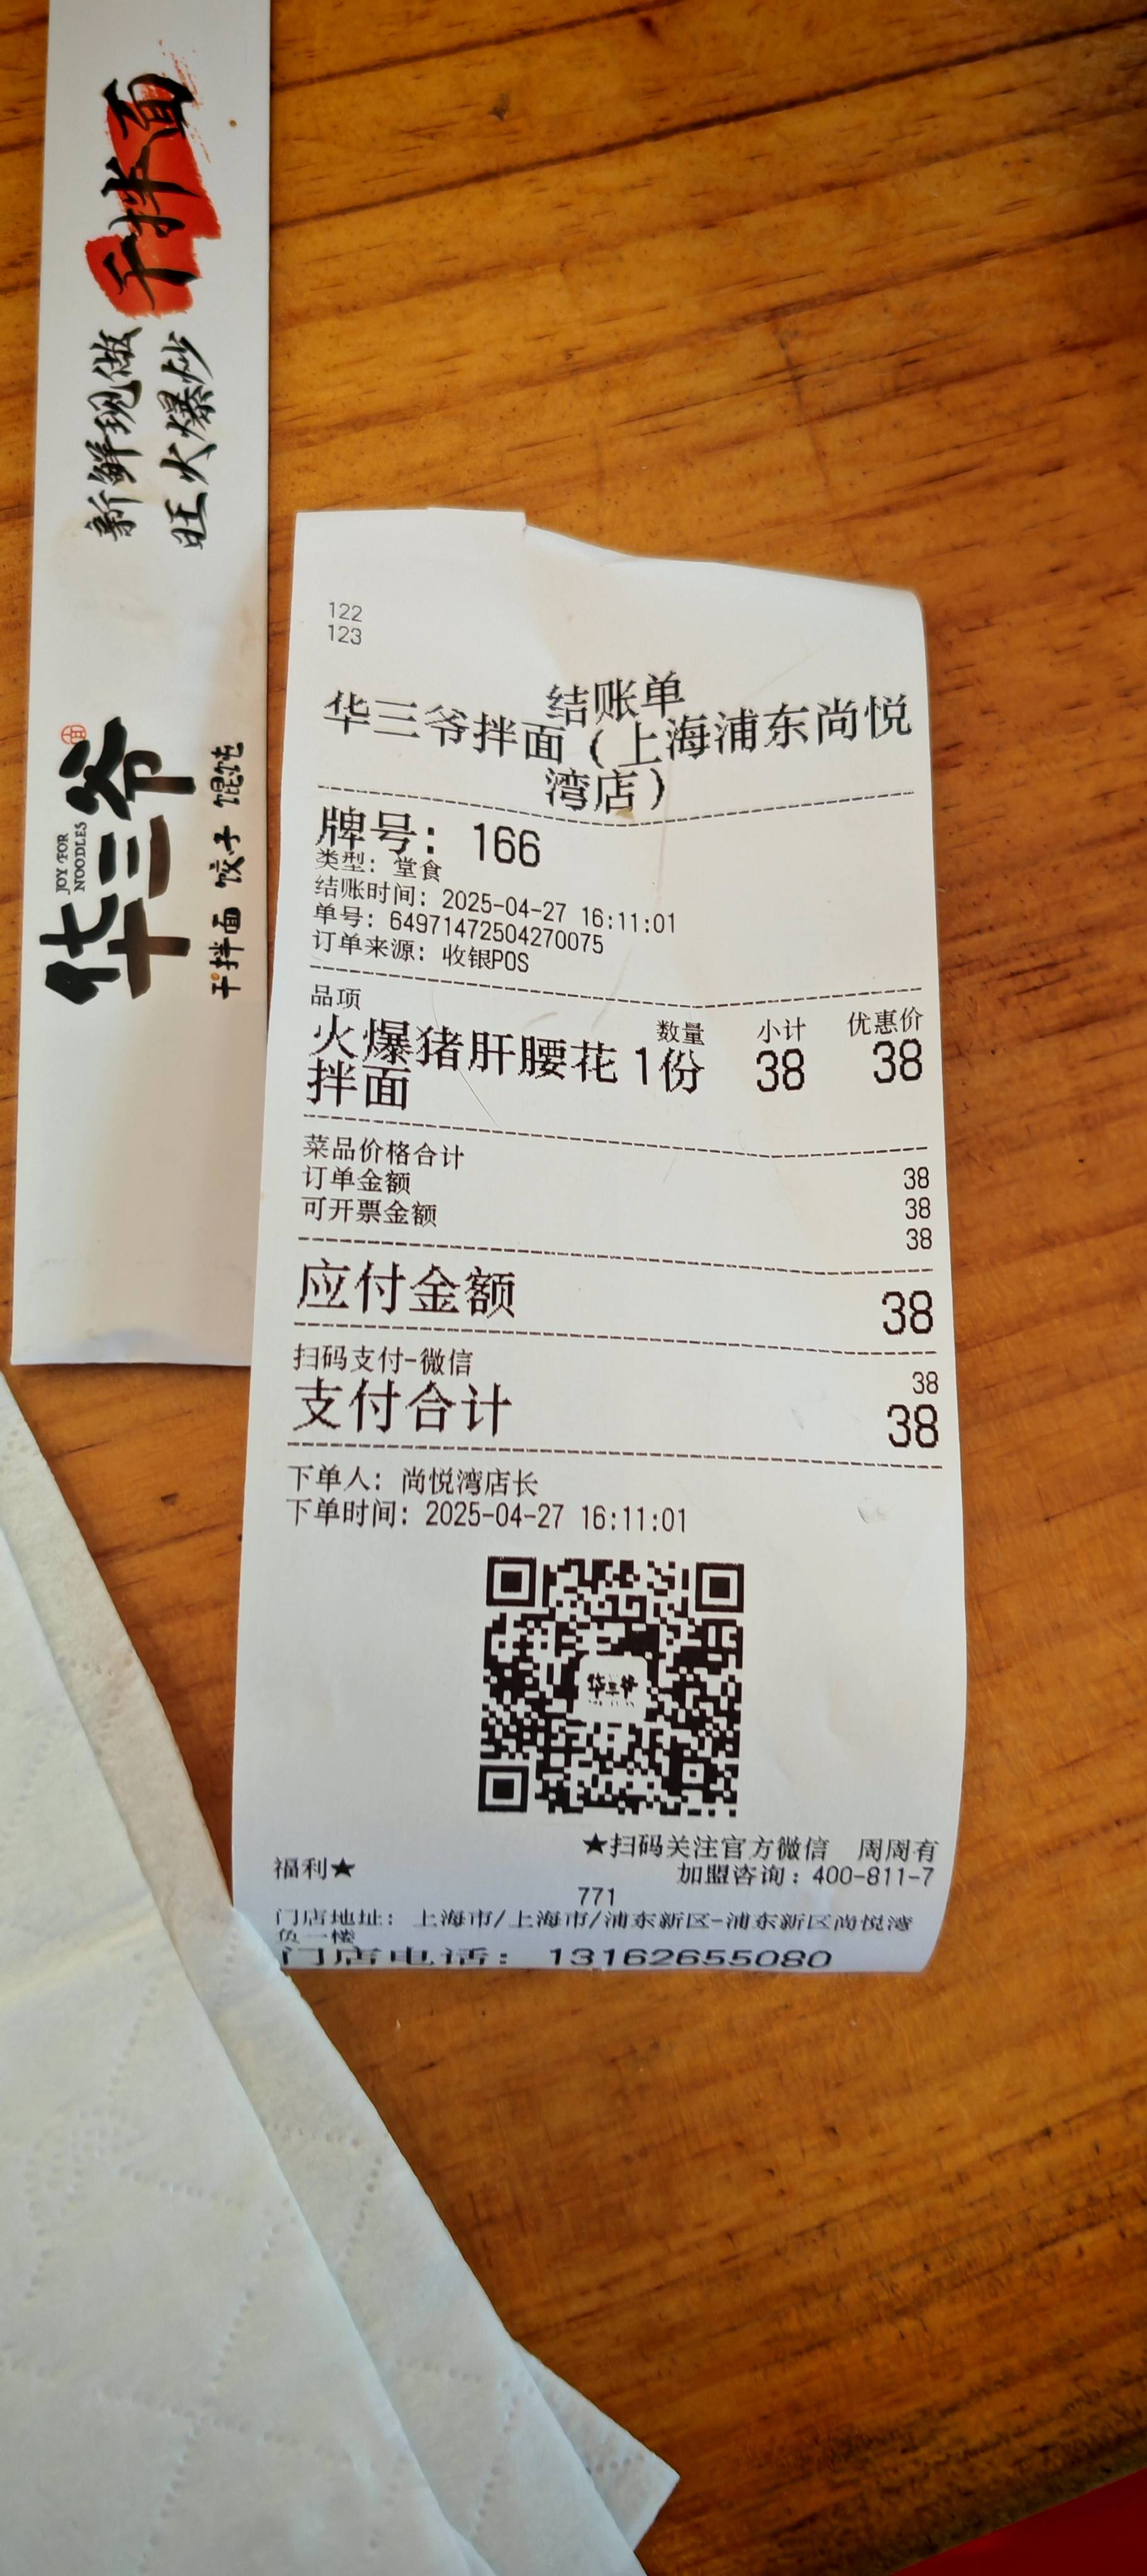 干拌面
新鲜现做
旺火爆炒
华三爷
JOY FOR
NOODLES
干拌面 饺子 馄饨
122
123
结账单
华三爷拌面（上海浦东尚悦
湾店）
牌号：166
类型：堂食
结账时间：2025-04-27 16:11:01
单号：64971472504270075
订单来源：收银POS
品项 数量 小计 优惠价
火爆猪肝腰花 1份 38 38
拌面
菜品价格合计 38
订单金额 38
可开票金额 38
应付金额 38
扫码支付-微信 38
支付合计 38
下单人：尚悦湾店长
下单时间：2025-04-27 16:11:01
华三爷
★扫码关注官方微信 周周有
福利★
加盟咨询：400-811-7
771
门店地址：上海市/上海市/浦东新区-浦东新区尚悦湾
负一楼
门店电话：13162655080